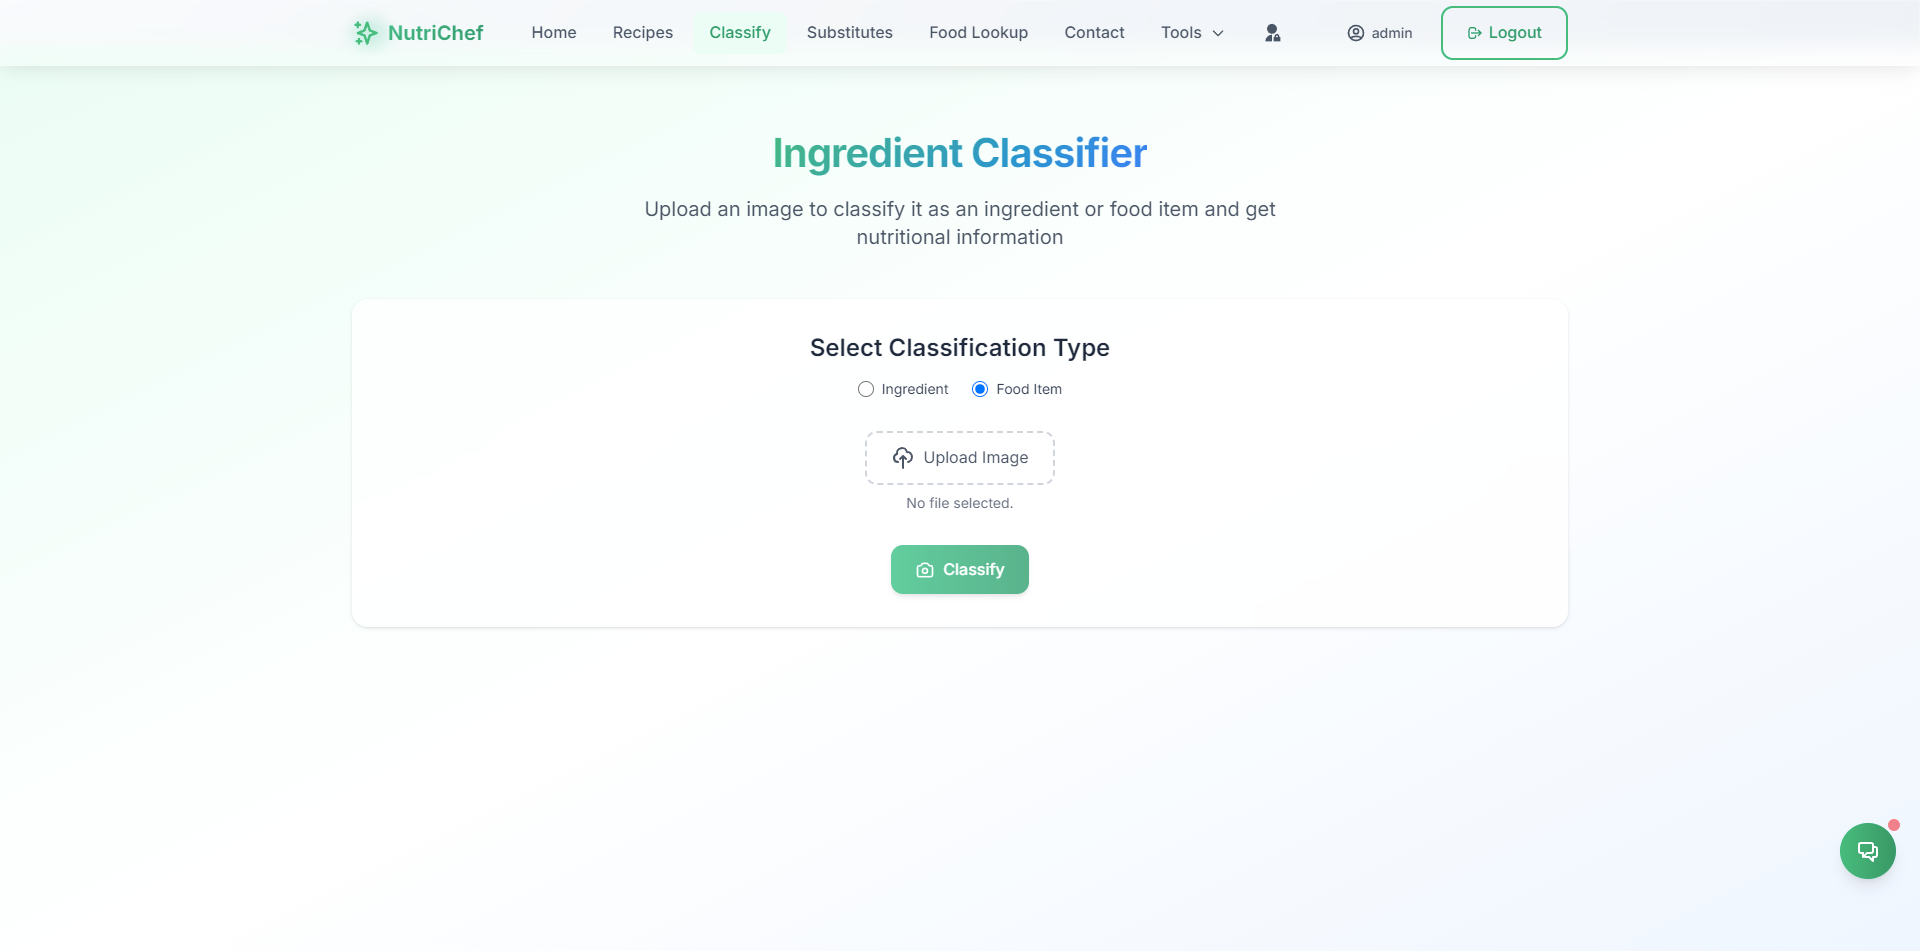 NutriChef
Home
Recipes
Classify
Substitutes
Food Lookup
Contact
Tools
admin
Logout
Ingredient Classifier
Upload an image to classify it as an ingredient or food item and get
nutritional information
Select Classification Type
Ingredient
Food Item
Upload Image
No file selected.
Classify